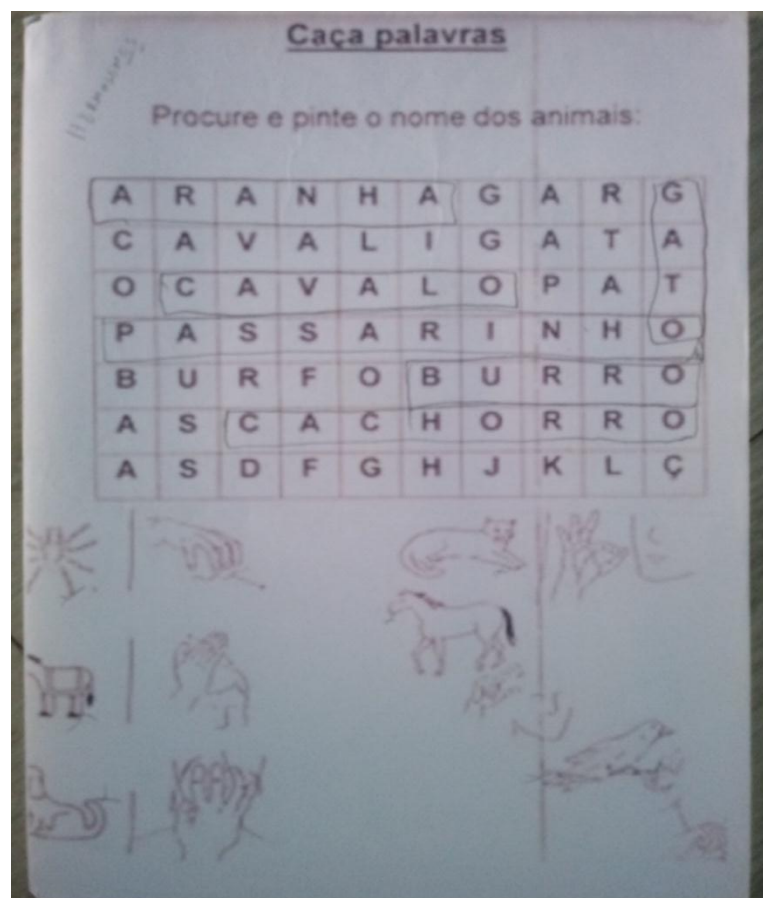 Caça palavras
Procure e pinte o nome dos animais:
A R A N H A G A R G
C A V A L I G A T A
O C A V A L O P A T
P A S S A R I N H O
B U R F O B U R R O
A S C A C H O R R O
A S D F G H J K L Ç